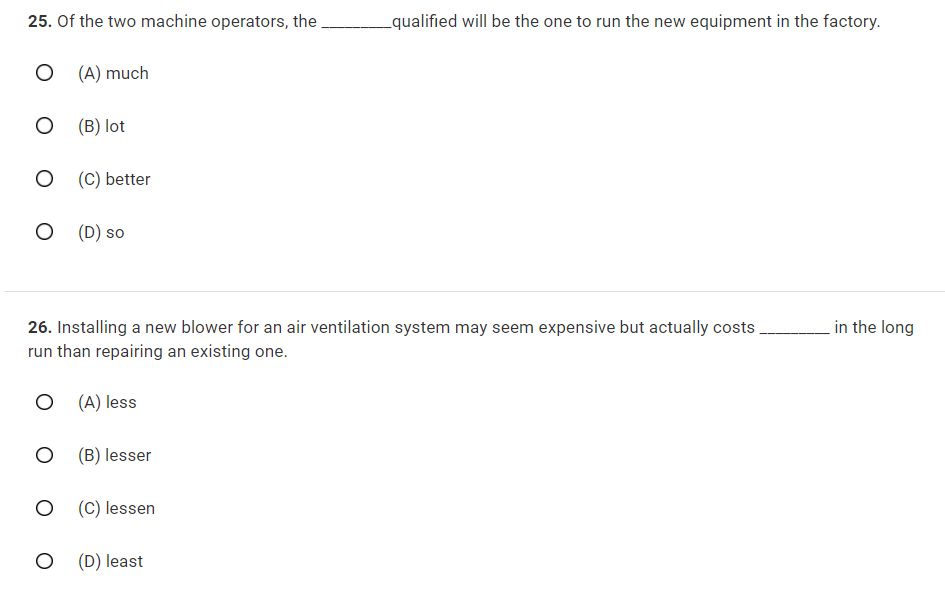 25. Of the two machine operators, the _________qualified will be the one to run the new equipment in the factory.
(A) much
(B) lot
(C) better
(D) so
26. Installing a new blower for an air ventilation system may seem expensive but actually costs _________ in the long
run than repairing an existing one.
(A) less
(B) lesser
(C) lessen
(D) least